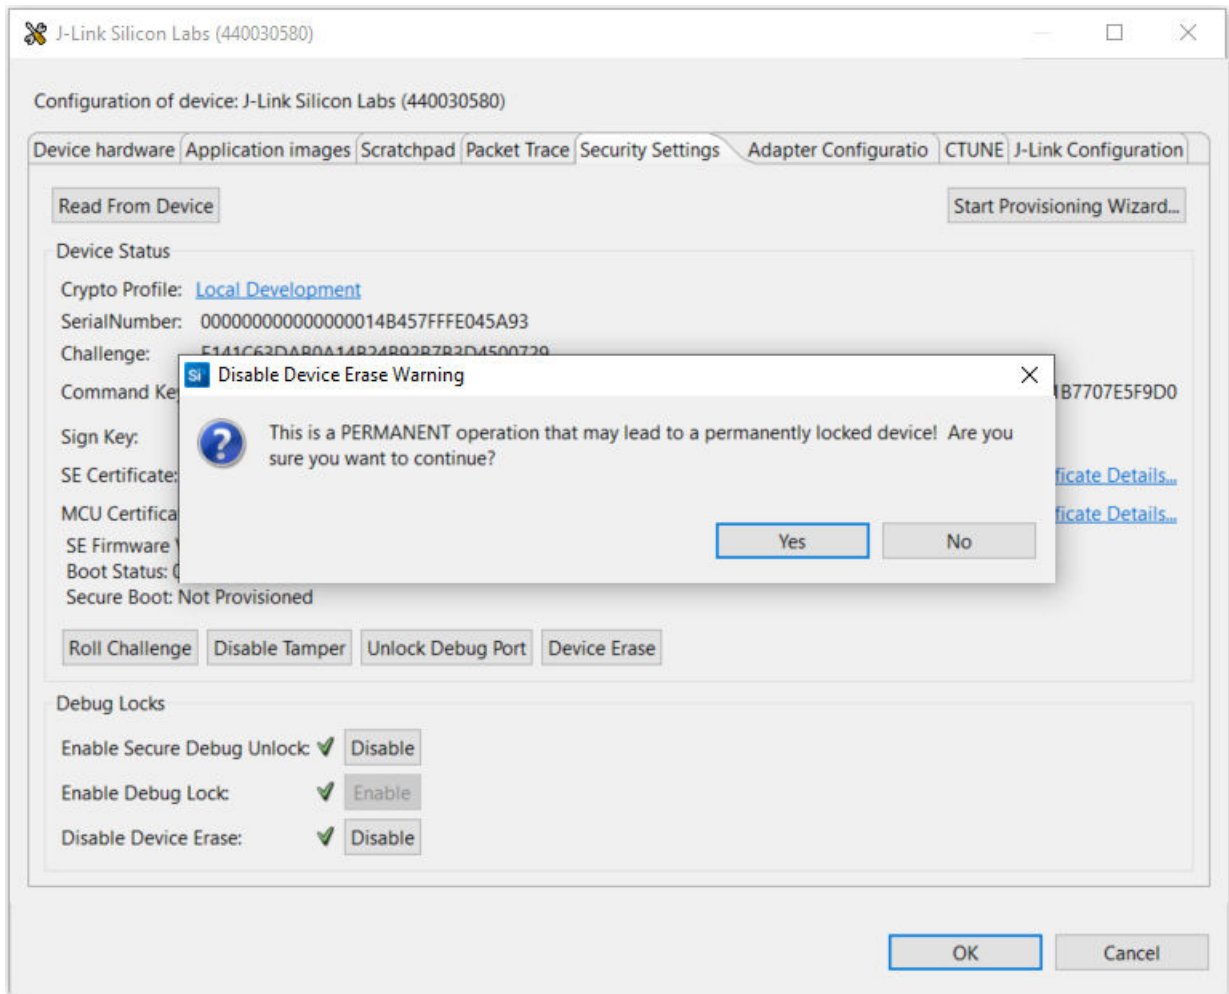 J-Link Silicon Labs (440030580)
Configuration of device: J-Link Silicon Labs (440030580)
Device hardware Application images Scratchpad Packet Trace Security Settings Adapter Configuratio CTUNE J-Link Configuration
Read From Device Start Provisioning Wizard...
Device Status
Crypto Profile: Local Development
SerialNumber: 000000000000000014B457FFFE045A93
Challenge:
Si Disable Device Erase Warning
Command Ke 1B7707E5F9D0
This is a PERMANENT operation that may lead to a permanently locked device! Are you
Sign Key:
sure you want to continue?
SE Certificate: ficate Details...
MCU Certifica ficate Details...
SE Firmware
Yes No
Boot Status:
Secure Boot: Not Provisioned
Roll Challenge Disable Tamper Unlock Debug Port Device Erase
Debug Locks
Enable Secure Debug Unlock: Disable
Enable Debug Lock: Enable
Disable Device Erase: Disable
OK Cancel